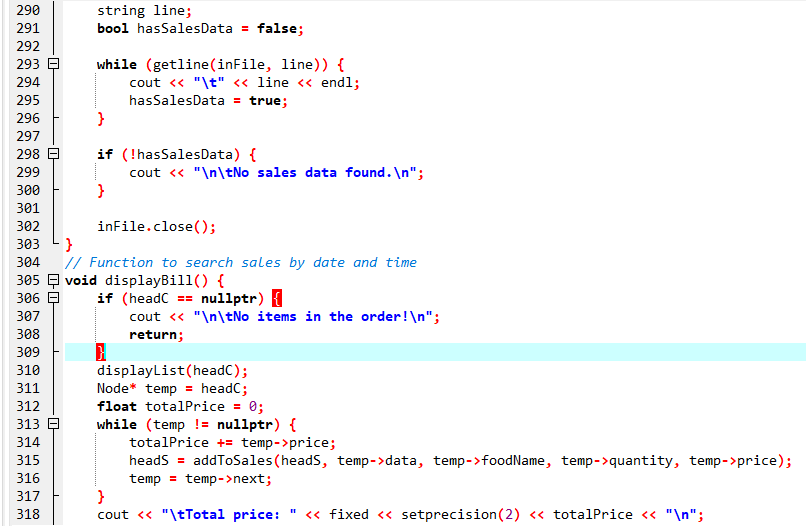 290 string line;
291 bool hasSalesData = false;
292
293 while (getline(inFile, line)) {
294 cout << "\t" << line << endl;
295 hasSalesData = true;
296 }
297
298 if (!hasSalesData) {
299 cout << "\n\tNo sales data found.\n";
300 }
301
302 inFile.close();
303 }
304 // Function to search sales by date and time
305 void displayBill() {
306 if (headC == nullptr) {
307 cout << "\n\tNo items in the order!\n";
308 return;
309 }
310 displayList(headC);
311 Node* temp = headC;
312 float totalPrice = 0;
313 while (temp != nullptr) {
314 totalPrice += temp->price;
315 headS = addToSales(headS, temp->data, temp->foodName, temp->quantity, temp->price);
316 temp = temp->next;
317 }
318 cout << "\tTotal price: " << fixed << setprecision(2) << totalPrice << "\n";